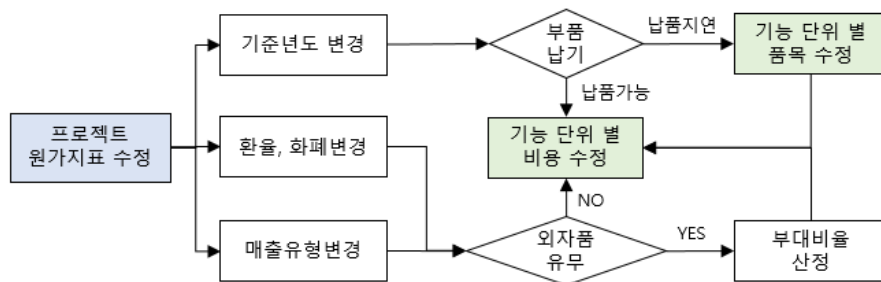 기준년도 변경
부품
납기
납품지연
기능 단위 별
품목 수정
납품가능
프로젝트
원가지표 수정
환율, 화폐변경
기능 단위 별
비용 수정
NO
매출유형변경
외자품
유무
YES
부대비율
산정